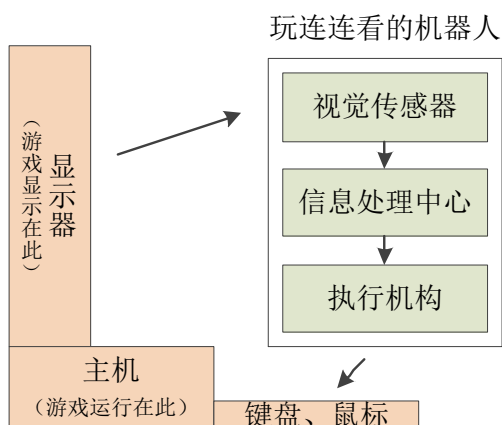 玩连连看的机器人
视觉传感器
信息处理中心
执行机构
显示器
（游戏显示在此）
主机
（游戏运行在此）
键盘、鼠标